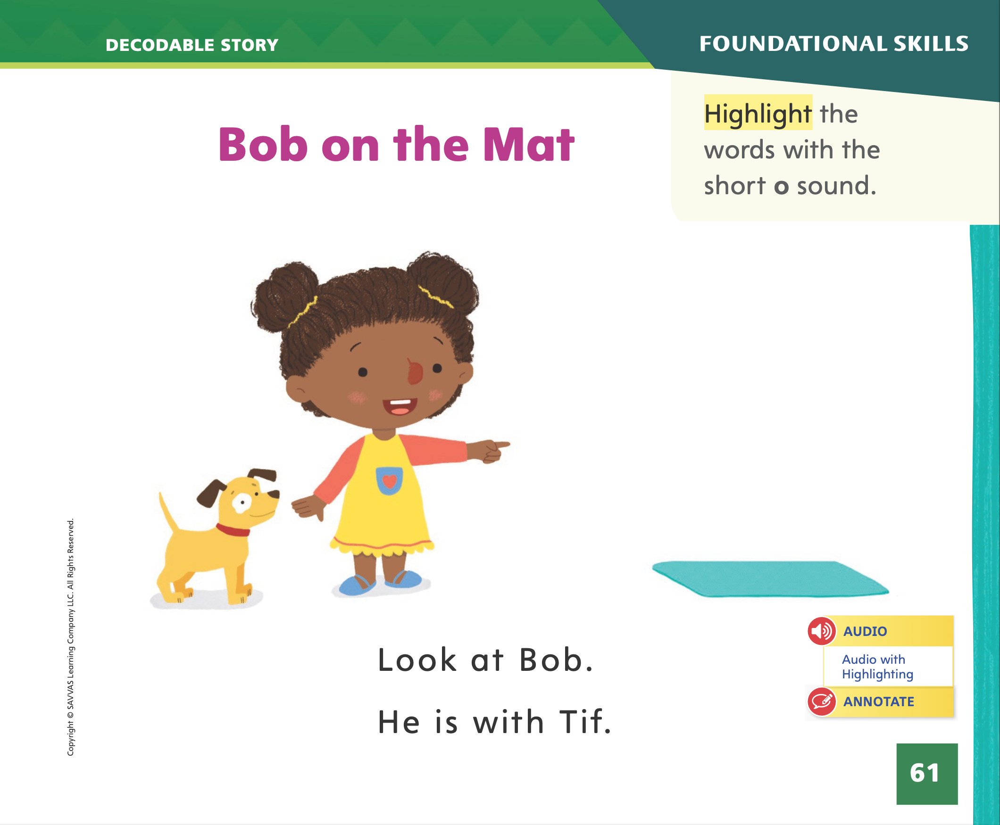 DECODABLE STORY
FOUNDATIONAL SKILLS
Highlight the
words with the
short o sound.
Bob on the Mat
Look at Bob.
He is with Tif.
AUDIO
Audio with
Highlighting
ANNOTATE
61
Copyright © SAVVAS Learning Company LLC. All Rights Reserved.